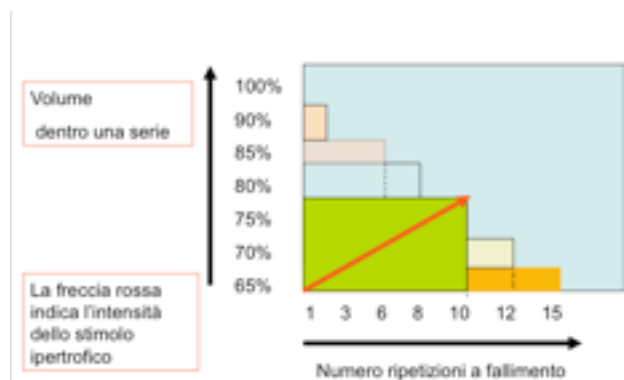 Volume
dentro una serie
100%
90%
85%
80%
75%
70%
65%
La freccia rossa
indica l'intensità
dello stimolo
ipertrofico
1 3 6 8 10 12 15
Numero ripetizioni a fallimento